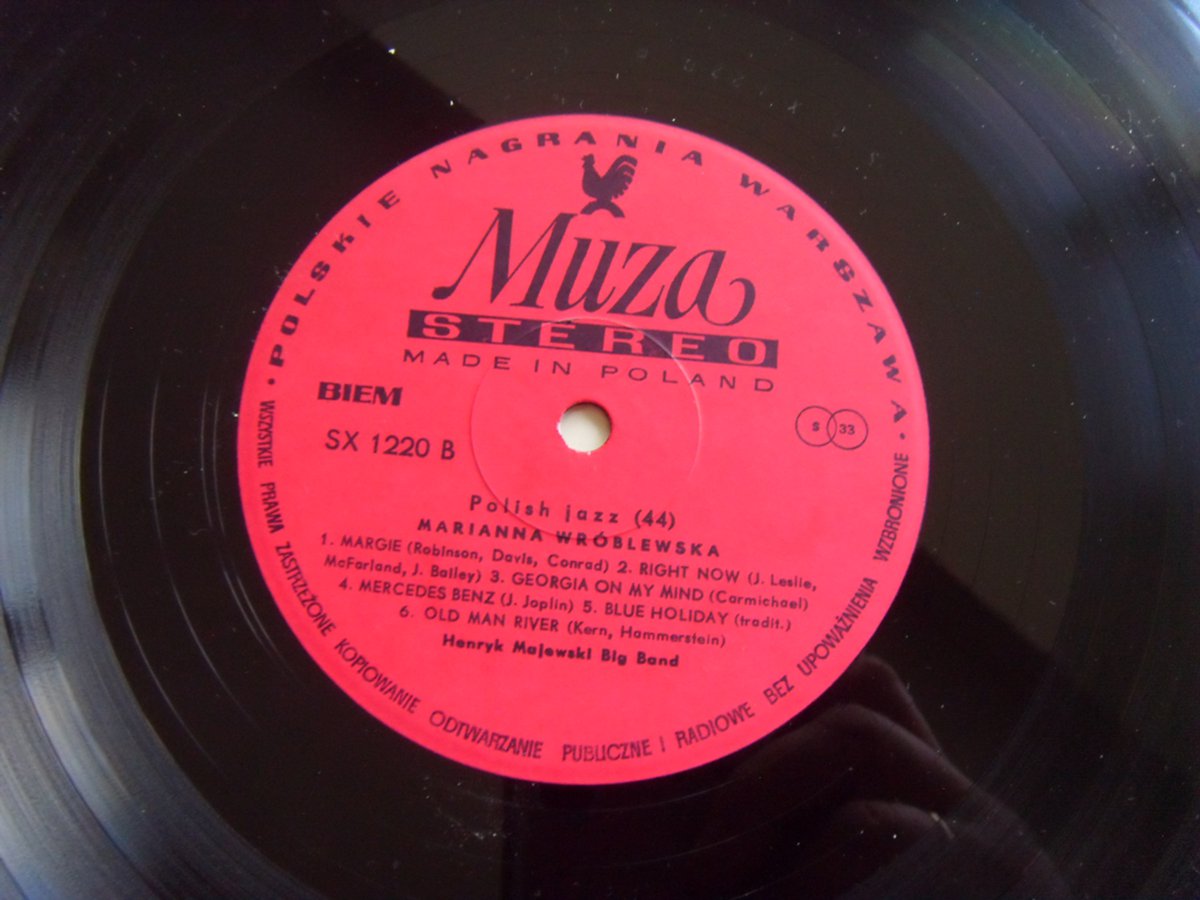 • POLSKIE NAGRANIA WARSZAWA •
Muza
STEREO
MADE IN POLAND
BIEM
SX 1220 B
S 33
Polish jazz (44)
MARIANNA WRÓBLEWSKA
1. MARGIE (Robinson, Davis, Conrad) 2. RIGHT NOW (J. Leslie,
McFarland, J. Bailey) 3. GEORGIA ON MY MIND (Carmichael)
4. MERCEDES BENZ (J. Joplin) 5. BLUE HOLIDAY (tradit.)
6. OLD MAN RIVER (Kern, Hammerstein)
Henryk Majewski Big Band
WSZYSTKIE PRAWA ZASTRZEŻONE KOPIOWANIE ODTWARZANIE PUBLICZNE I RADIOWE BEZ UPOWAŻNIENIA WZBRONIONE